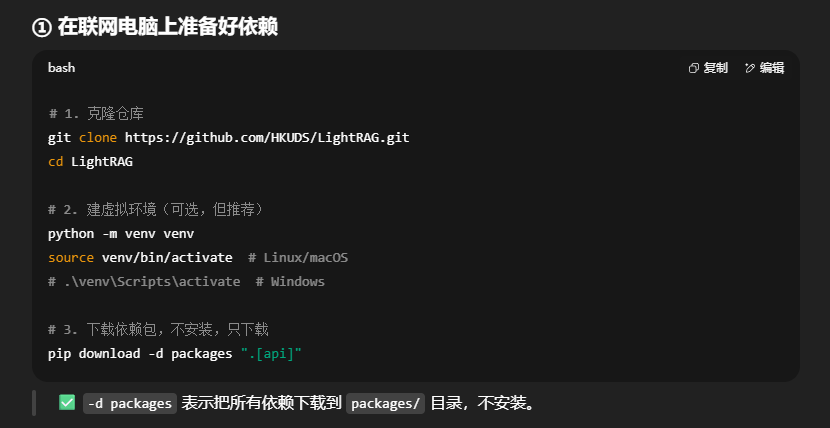 ① 在联网电脑上准备好依赖
bash
复制
编辑
# 1. 克隆仓库
git clone https://github.com/HKUDS/LightRAG.git
cd LightRAG
# 2. 建虚拟环境（可选，但推荐）
python -m venv venv
source venv/bin/activate  # Linux/macOS
# .\venv\Scripts\activate  # Windows
# 3. 下载依赖包，不安装，只下载
pip download -d packages ".[api]"
✅ -d packages 表示把所有依赖下载到 packages/ 目录，不安装。